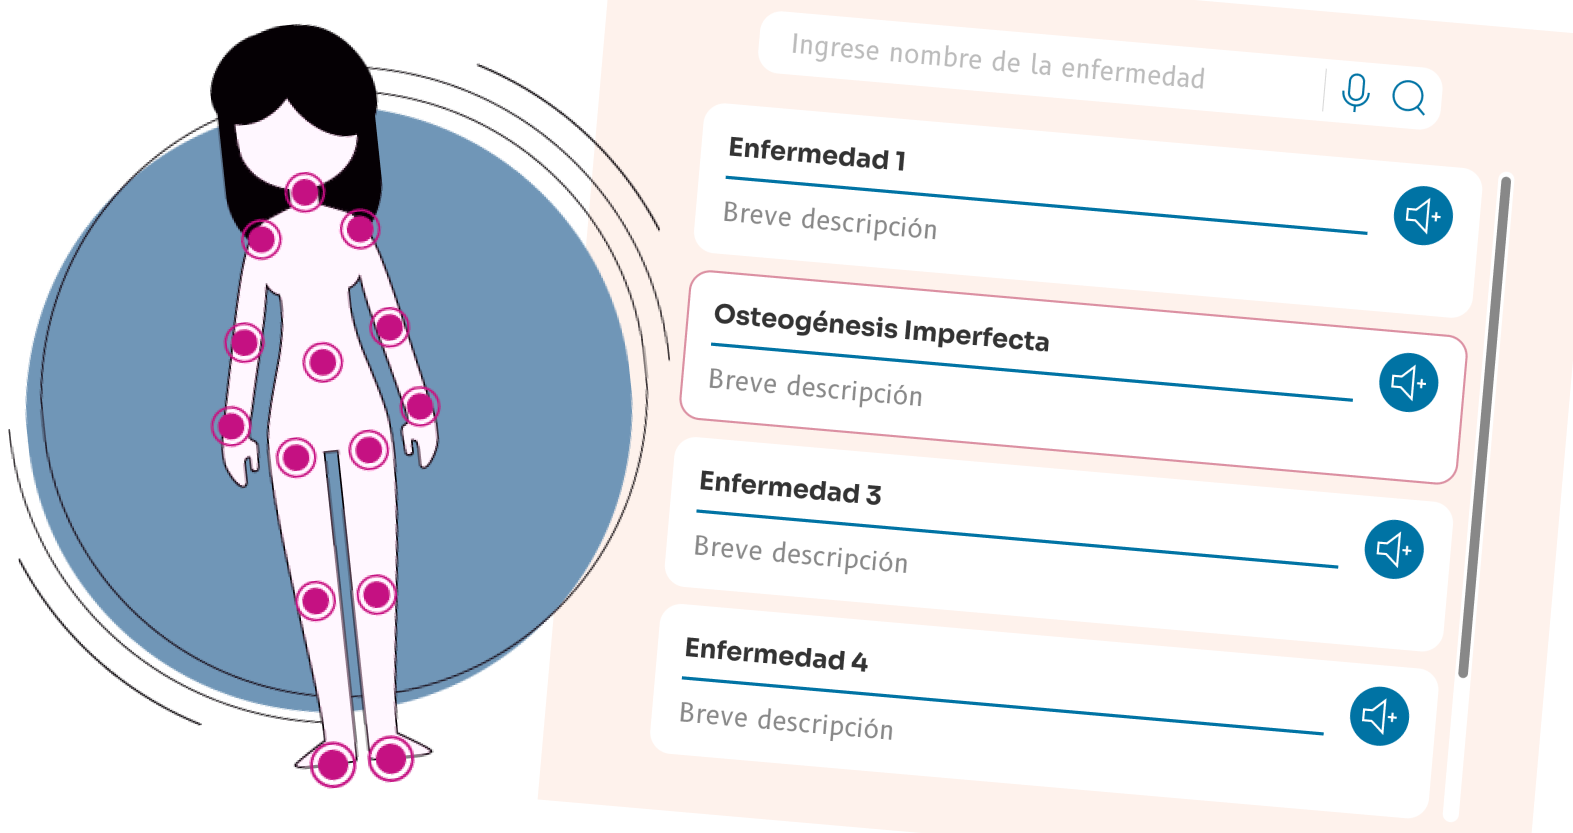 Ingrese nombre de la enfermedad
Enfermedad 1
Breve descripción
Osteogénesis Imperfecta
Breve descripción
Enfermedad 3
Breve descripción
Enfermedad 4
Breve descripción